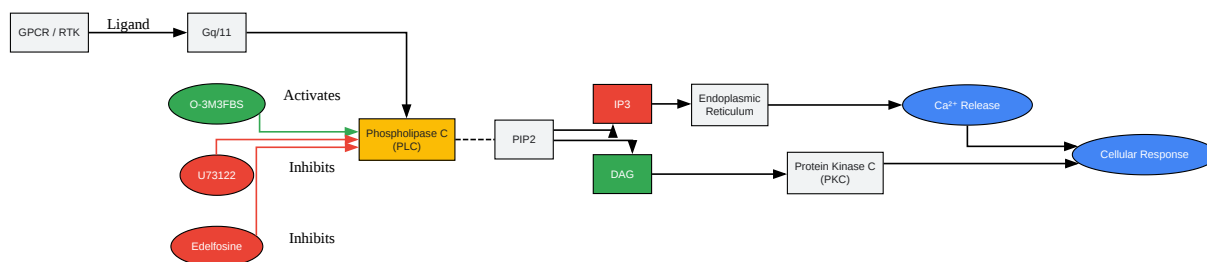 GPCR / RTK
Ligand
Gq/11
O-3M3FBS
Activates
U73122
Inhibits
Edelfosine
Inhibits
Phospholipase C
(PLC)
PIP2
IP3
DAG
Endoplasmic
Reticulum
Protein Kinase C
(PKC)
Ca²⁺ Release
Cellular Response